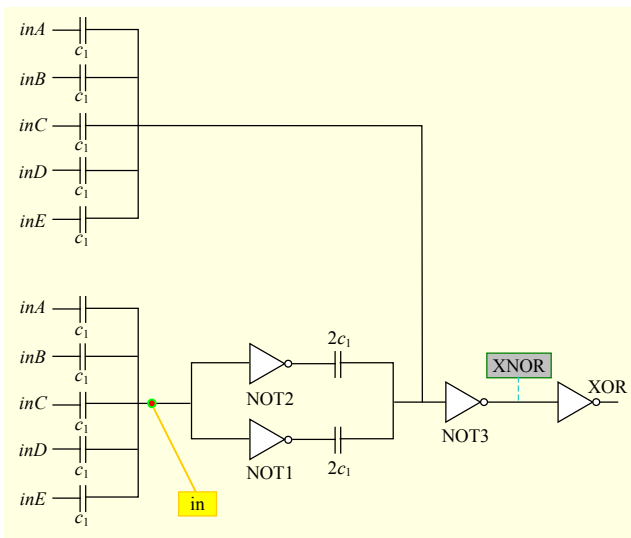 inA
c₁
inB
c₁
inC
c₁
inD
c₁
inE
c₁
inA
c₁
inB
c₁
inC
c₁
inD
c₁
inE
c₁
in
2c₁
NOT2
NOT1
2c₁
XNOR
NOT3
XOR